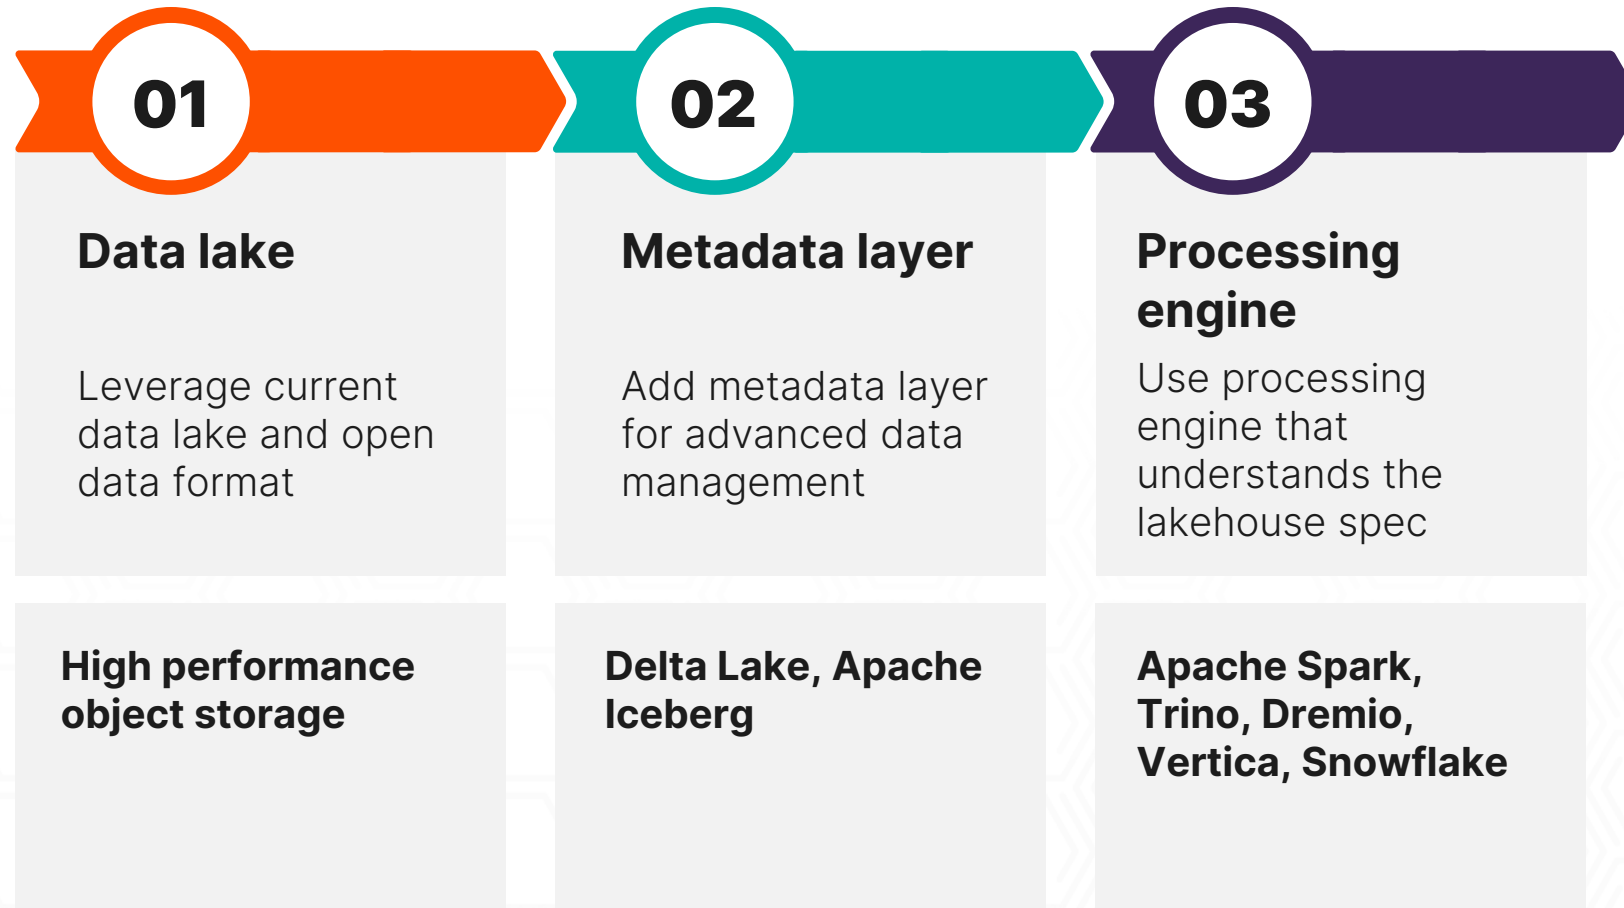 01
Data lake
Leverage current
data lake and open
data format
High performance
object storage
02
Metadata layer
Add metadata layer
for advanced data
management
Delta Lake, Apache
Iceberg
03
Processing
engine
Use processing
engine that
understands the
lakehouse spec
Apache Spark,
Trino, Dremio,
Vertica, Snowflake